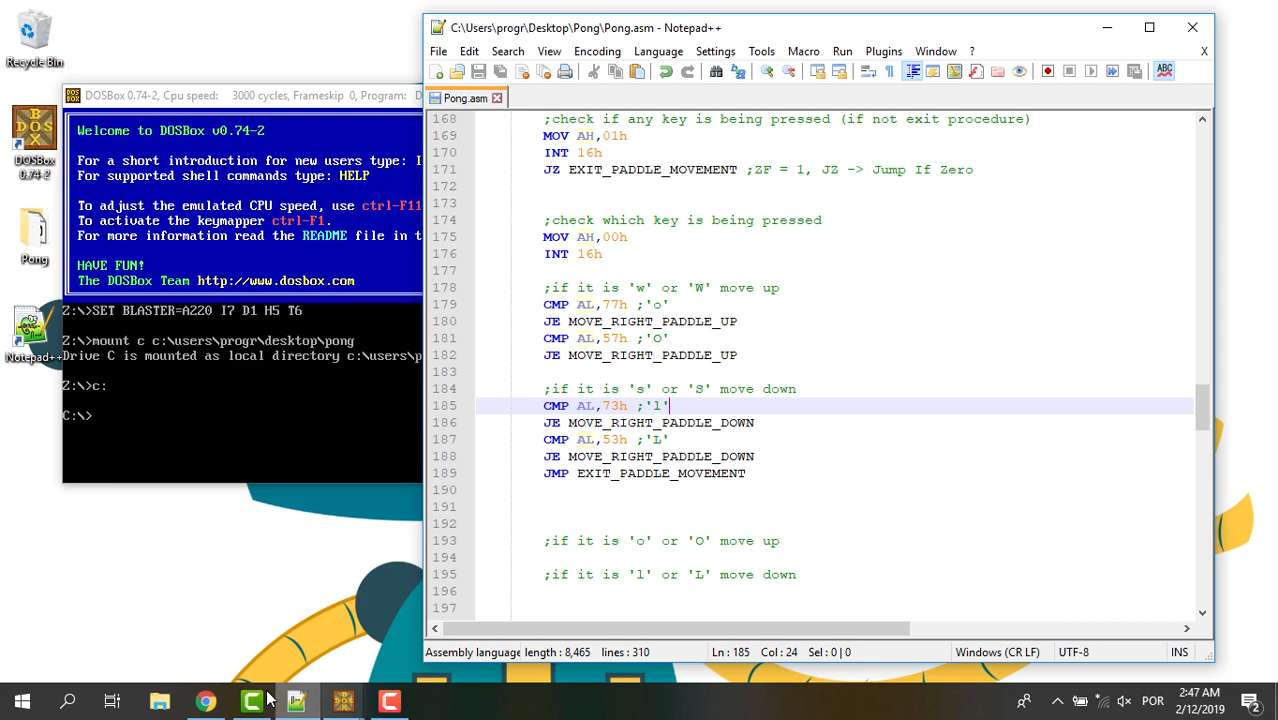 Recycle Bin
BOX
DOS
DOSBox
0.74-2
Pong
Notepad++
DOSBox 0.74-2, Cpu speed: 3000 cycles, Frameskip 0, Program: D
Welcome to DOSBox v0.74-2
For a short introduction for new users type: I
For supported shell commands type: HELP
To adjust the emulated CPU speed, use ctrl-F11
To activate the keymapper ctrl-F1.
For more information read the README file in t
HAVE FUN!
The DOSBox Team http://www.dosbox.com
Z:\>SET BLASTER=A220 I7 D1 H5 T6
Z:\>mount c c:\users\progr\desktop\pong
Drive C is mounted as local directory c:\users\p
Z:\>c:
C:\>
C:\Users\progr\Desktop\Pong\Pong.asm - Notepad++
File Edit Search View Encoding Language Settings Tools Macro Run Plugins Window ? X
ABC
Pong.asm
168 ;check if any key is being pressed (if not exit procedure)
169 MOV AH,01h
170 INT 16h
171 JZ EXIT_PADDLE_MOVEMENT ;ZF = 1, JZ -> Jump If Zero
172
173
174 ;check which key is being pressed
175 MOV AH,00h
176 INT 16h
177
178 ;if it is 'w' or 'W' move up
179 CMP AL,77h ;'o'
180 JE MOVE_RIGHT_PADDLE_UP
181 CMP AL,57h ;'O'
182 JE MOVE_RIGHT_PADDLE_UP
183
184 ;if it is 's' or 'S' move down
185 CMP AL,73h ;'l'
186 JE MOVE_RIGHT_PADDLE_DOWN
187 CMP AL,53h ;'L'
188 JE MOVE_RIGHT_PADDLE_DOWN
189 JMP EXIT_PADDLE_MOVEMENT
190
191
192
193 ;if it is 'o' or 'O' move up
194
195 ;if it is 'l' or 'L' move down
196
197
Assembly language length : 8,465 lines : 310 Ln : 185 Col : 24 Sel : 0 | 0 Windows (CR LF) UTF-8 INS
POR
2:47 AM
2/12/2019
2